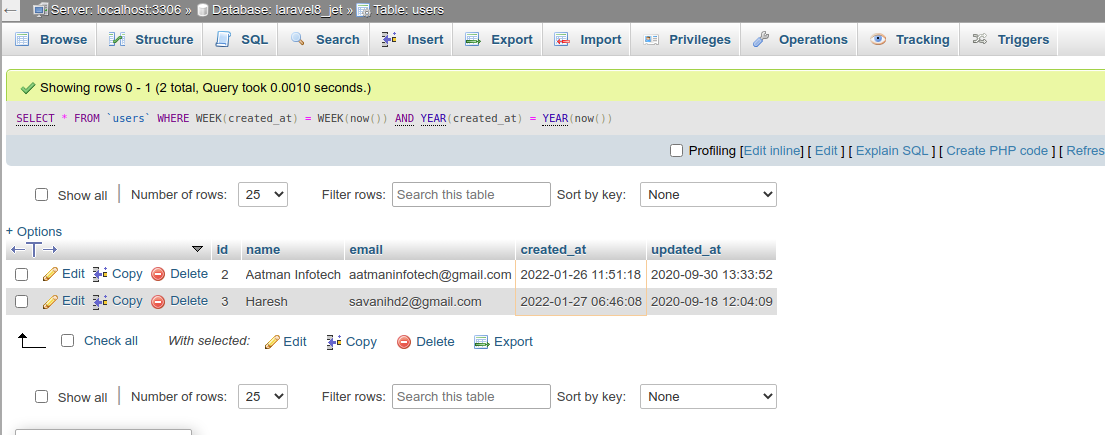 Server: localhost:3306 » Database: laravel8_jet » Table: users
Browse Structure SQL Search Insert Export Import Privileges Operations Tracking Triggers
Showing rows 0 - 1 (2 total, Query took 0.0010 seconds.)
SELECT * FROM `users` WHERE WEEK(created_at) = WEEK(now()) AND YEAR(created_at) = YEAR(now())
Profiling [Edit inline] [ Edit ] [ Explain SQL ] [ Create PHP code ] [ Refres
Show all Number of rows: 25 Filter rows: Search this table Sort by key: None
+ Options
id name email created_at updated_at
Edit Copy Delete 2 Aatman Infotech aatmaninfotech@gmail.com 2022-01-26 11:51:18 2020-09-30 13:33:52
Edit Copy Delete 3 Haresh savanihd2@gmail.com 2022-01-27 06:46:08 2020-09-18 12:04:09
Check all With selected: Edit Copy Delete Export
Show all Number of rows: 25 Filter rows: Search this table Sort by key: None